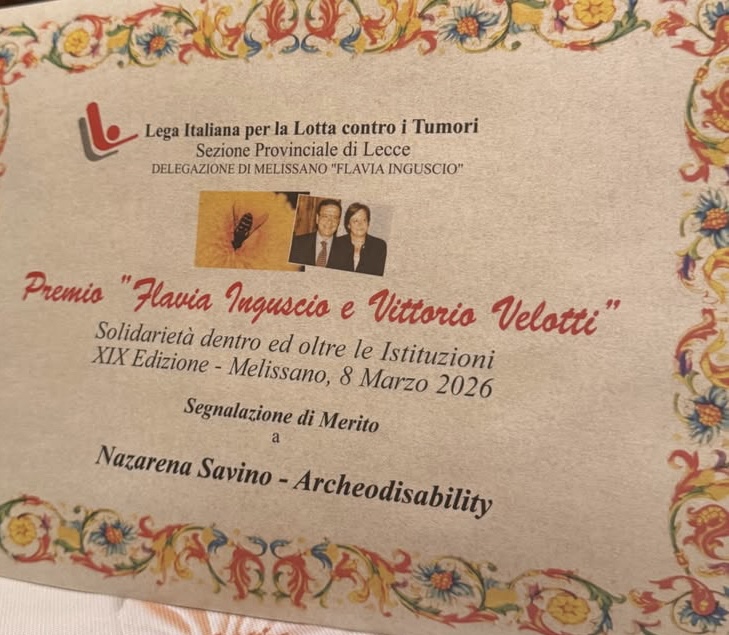 Lega Italiana per la Lotta contro i Tumori
Sezione Provinciale di Lecce
DELEGAZIONE DI MELISSANO "FLAVIA INGUSCIO"
Premio "Flavia Inguscio e Vittorio Velotti"
Solidarietà dentro ed oltre le Istituzioni
XIX Edizione - Melissano, 8 Marzo 2026
Segnalazione di Merito
a
Nazarena Savino - Archeodisability